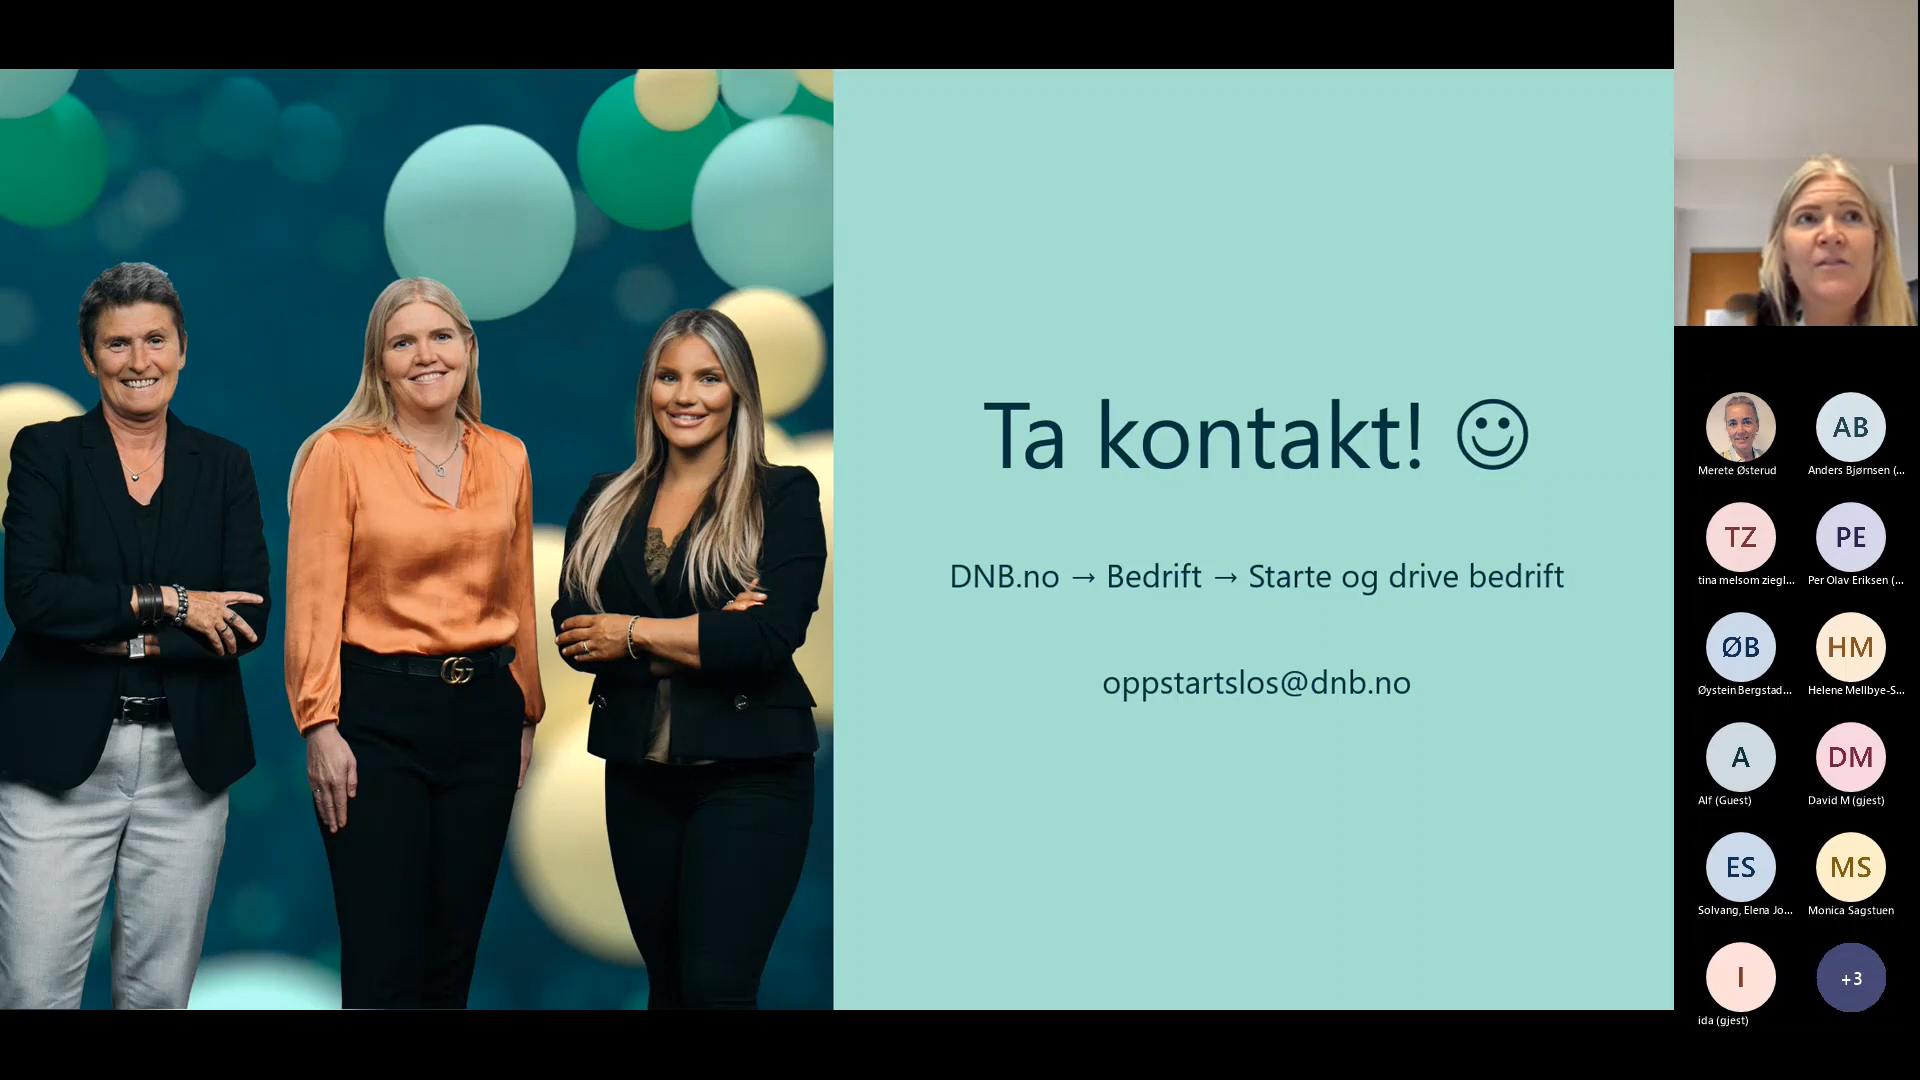 Ta kontakt! ☺
DNB.no → Bedrift → Starte og drive bedrift
oppstartslos@dnb.no
Merete Østerud
AB
Anders Bjørnsen (...
TZ
tina melsom ziegl...
PE
Per Olav Eriksen (...
ØB
Øystein Bergstad...
HM
Helene Mellbye-S...
A
Alf (Guest)
DM
David M (gjest)
ES
Solvang, Elena Jo...
MS
Monica Sagstuen
I
ida (gjest)
+3